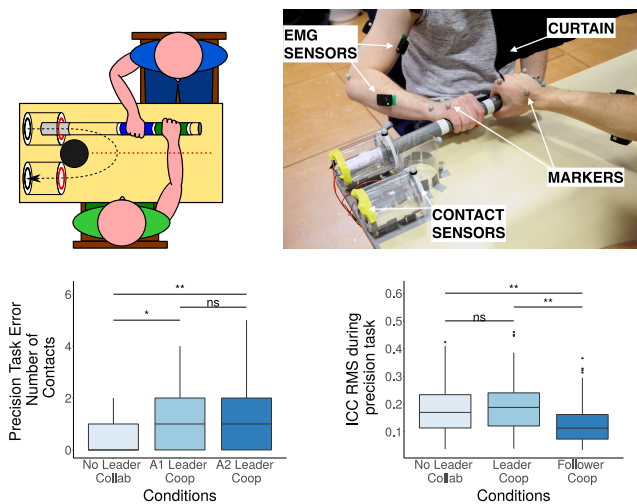 EMG
SENSORS
CURTAIN
MARKERS
CONTACT
SENSORS
Precision Task Error
Number of
Contacts
6
4
2
0
**
ns
*
No Leader
Collab
A1 Leader
Coop
A2 Leader
Coop
Conditions
ICC RMS during
precision task
0.6
0.5
0.4
0.3
0.2
0.1
**
ns
**
No Leader
Collab
Leader
Coop
Follower
Coop
Conditions